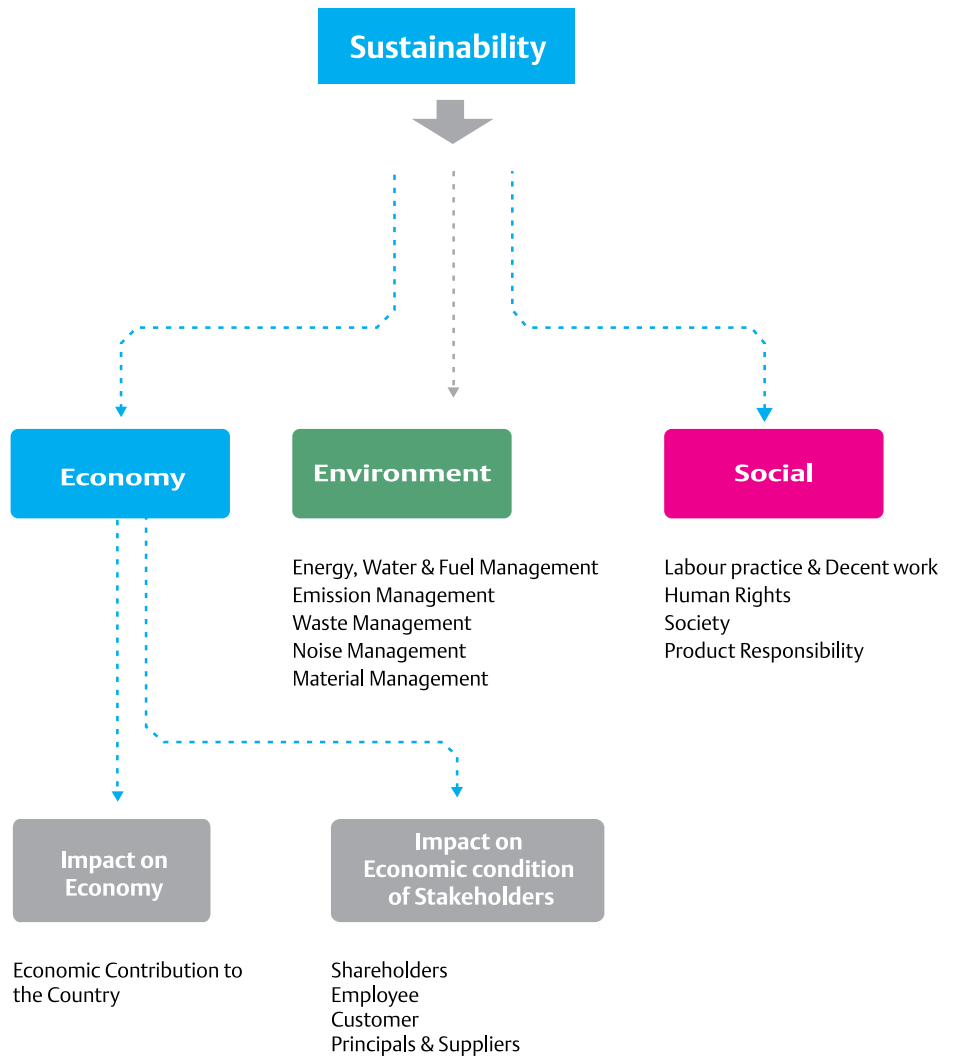 Sustainability
Economy
Environment
Social
Energy, Water & Fuel Management
Emission Management
Waste Management
Noise Management
Material Management
Labour practice & Decent work
Human Rights
Society
Product Responsibility
Impact on
Economy
Impact on
Economic condition
of Stakeholders
Economic Contribution to
the Country
Shareholders
Employee
Customer
Principals & Suppliers